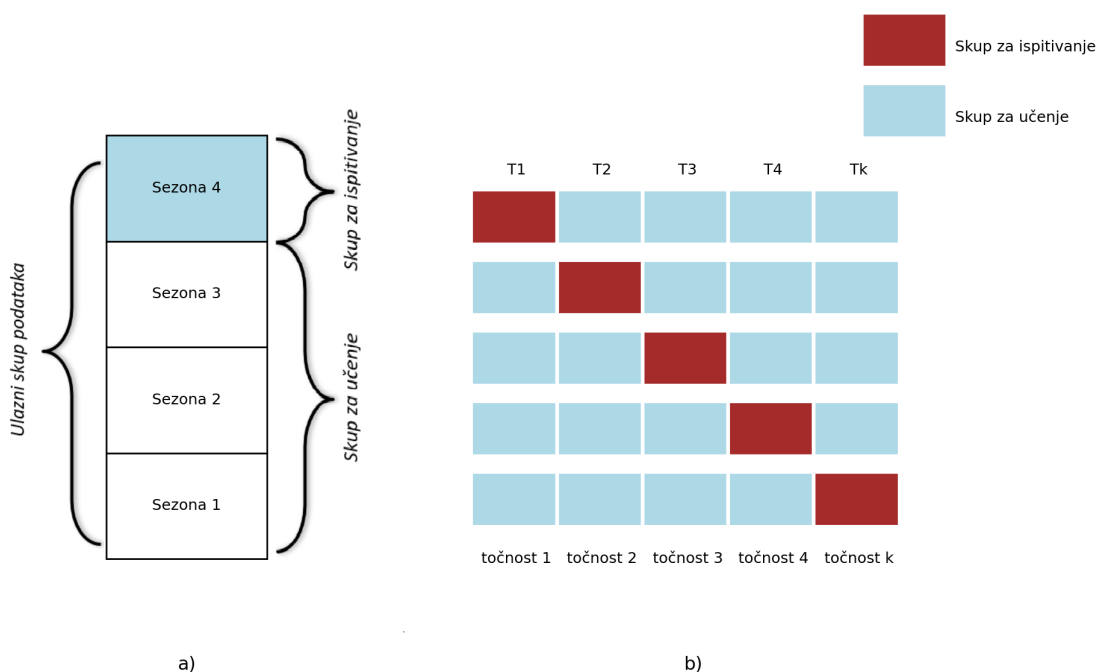 Ulazni skup podataka
Sezona 4
Sezona 3
Sezona 2
Sezona 1
Skup za ispitivanje
Skup za učenje
a)
Skup za ispitivanje
Skup za učenje
T1 T2 T3 T4 Tk
točnost 1 točnost 2 točnost 3 točnost 4 točnost k
b)